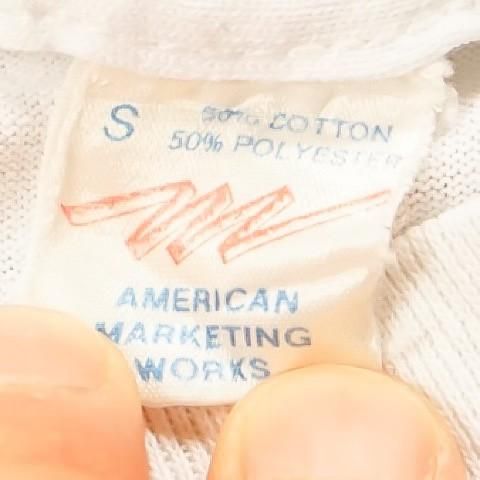 S
50% COTTON
50% POLYESTER
AMERICAN
MARKETING
WORKS